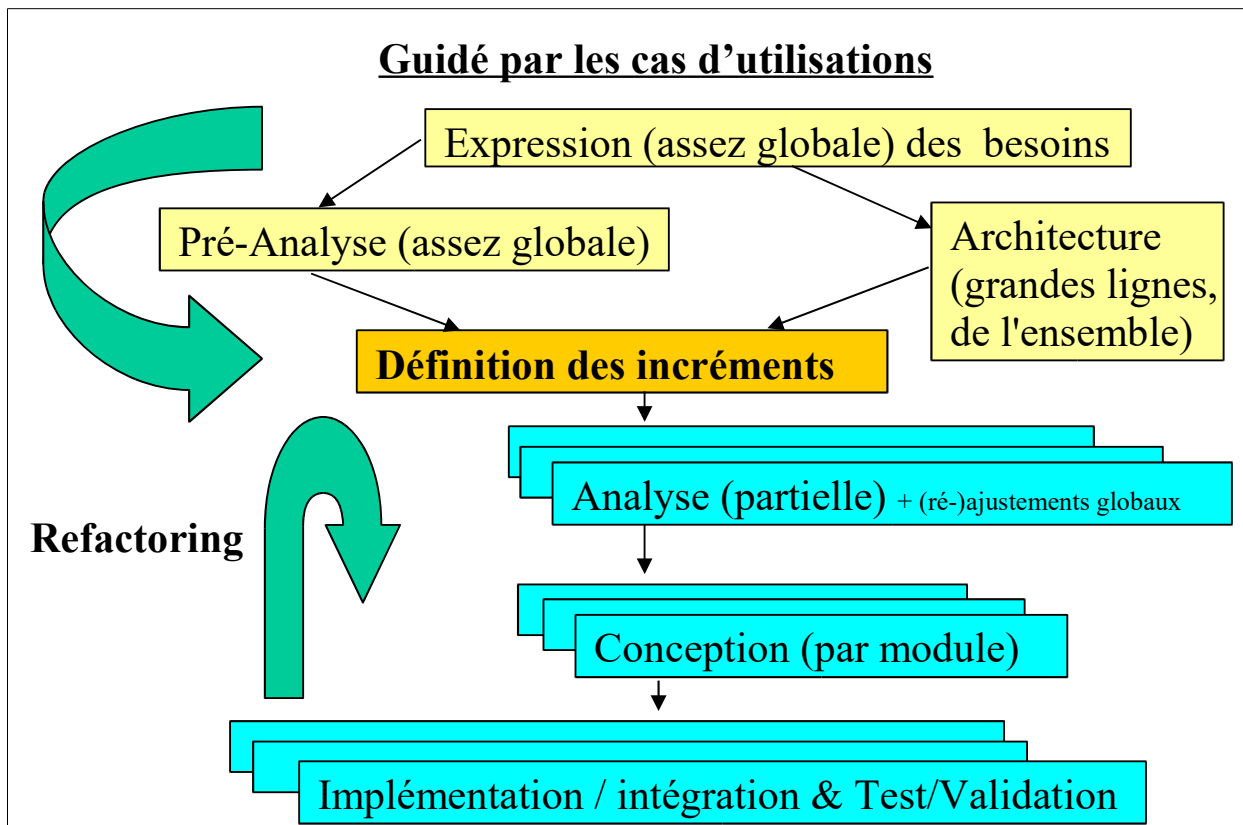 Guidé par les cas d’utilisations
Expression (assez globale) des  besoins
Pré-Analyse (assez globale)
Architecture
(grandes lignes,
de l'ensemble)
Définition des incréments
Analyse (partielle) + (ré-)ajustements globaux
Refactoring
Conception (par module)
Implémentation / intégration & Test/Validation